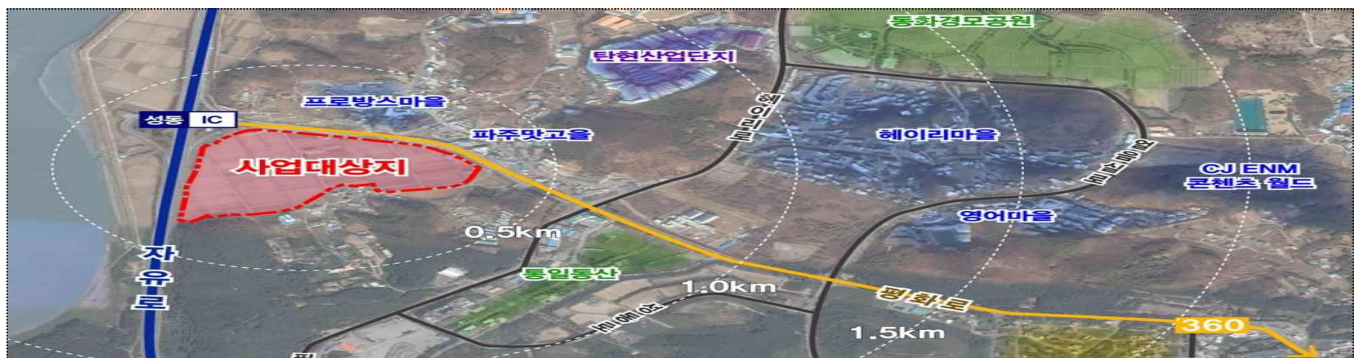 동화경모공원
탄현산업단지
프로방스마을
성동 IC
파주맛고을
헤이리마을
사업대상지
CJ ENM
콘텐츠 월드
영어마을
0.5km
자유로
통일동산
1.0km
평화로
360
1.5km